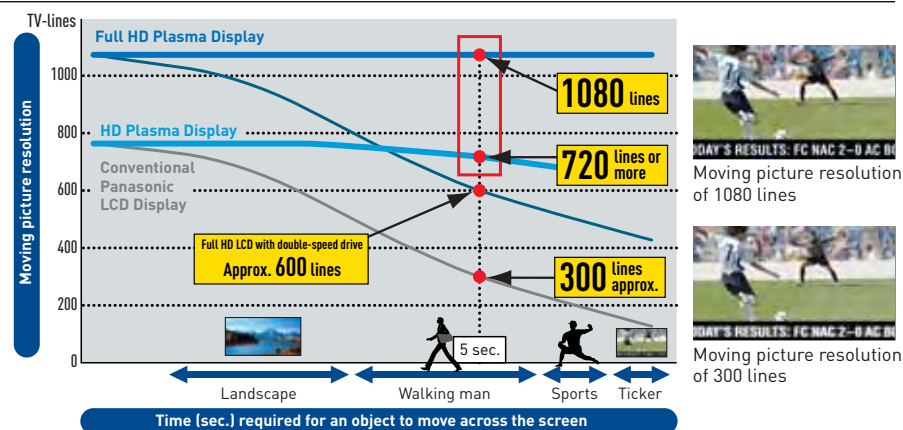 TV-lines
Full HD Plasma Display
1000
1080 lines
800
HD Plasma Display
720 lines or more
Conventional
Panasonic
LCD Display
600
Full HD LCD with double-speed drive
Approx. 600 lines
400
300 lines approx.
200
0
5 sec.
Landscape
Walking man
Sports
Ticker
Time (sec.) required for an object to move across the screen
Moving picture resolution
ODAY'S RESULTS: FC NAC 2–0 AC BO
Moving picture resolution
of 1080 lines
ODAY'S RESULTS: FC NAC 2–0 AC BO
Moving picture resolution
of 300 lines